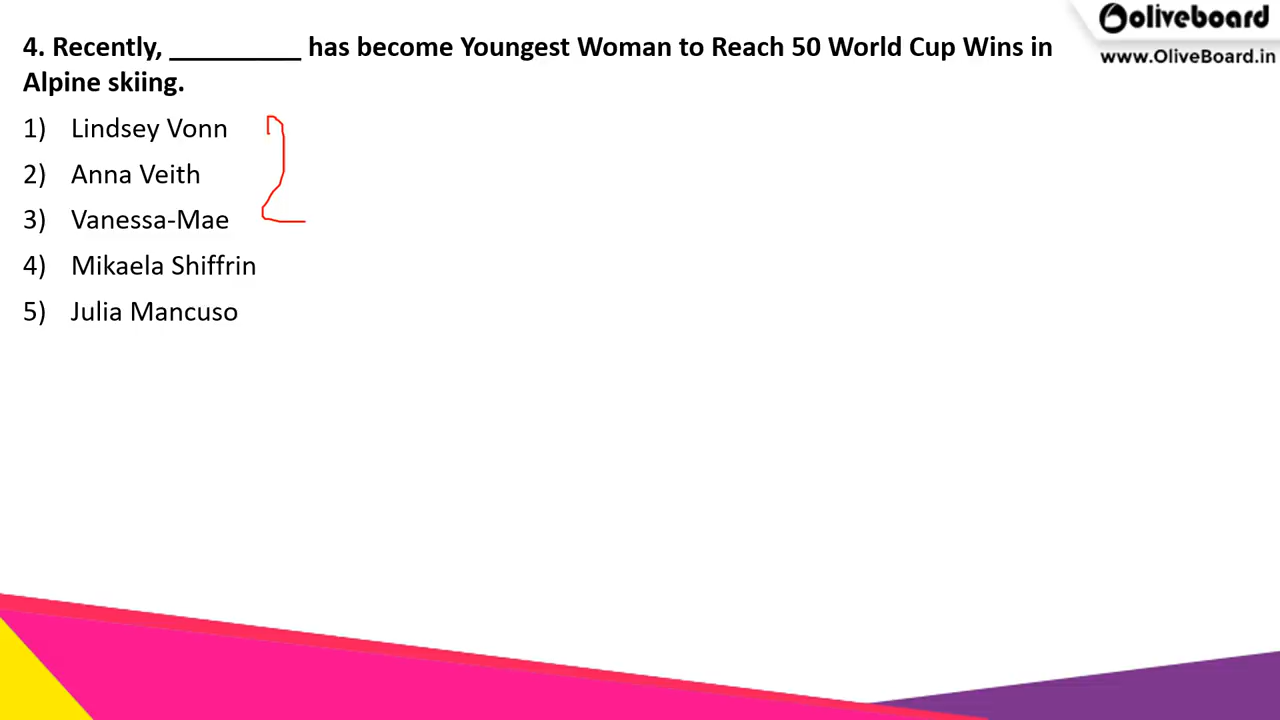 oliveboard
www.OliveBoard.in
4. Recently, _________ has become Youngest Woman to Reach 50 World Cup Wins in
Alpine skiing.
1) Lindsey Vonn
2) Anna Veith
3) Vanessa-Mae
4) Mikaela Shiffrin
5) Julia Mancuso